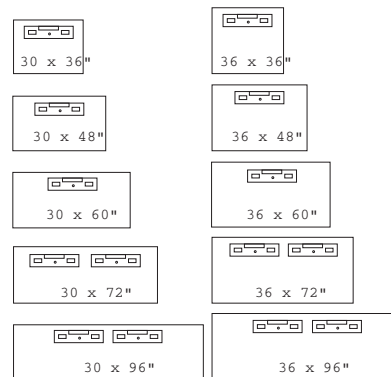 30 x 36"
36 x 36"
30 x 48"
36 x 48"
30 x 60"
36 x 60"
30 x 72"
36 x 72"
30 x 96"
36 x 96"